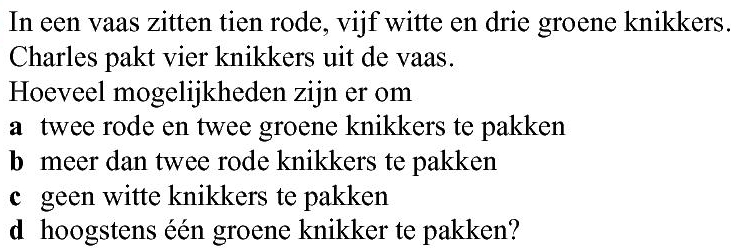 In een vaas zitten tien rode, vijf witte en drie groene knikkers.
Charles pakt vier knikkers uit de vaas.
Hoeveel mogelijkheden zijn er om
a twee rode en twee groene knikkers te pakken
b meer dan twee rode knikkers te pakken
c geen witte knikkers te pakken
d hoogstens één groene knikker te pakken?